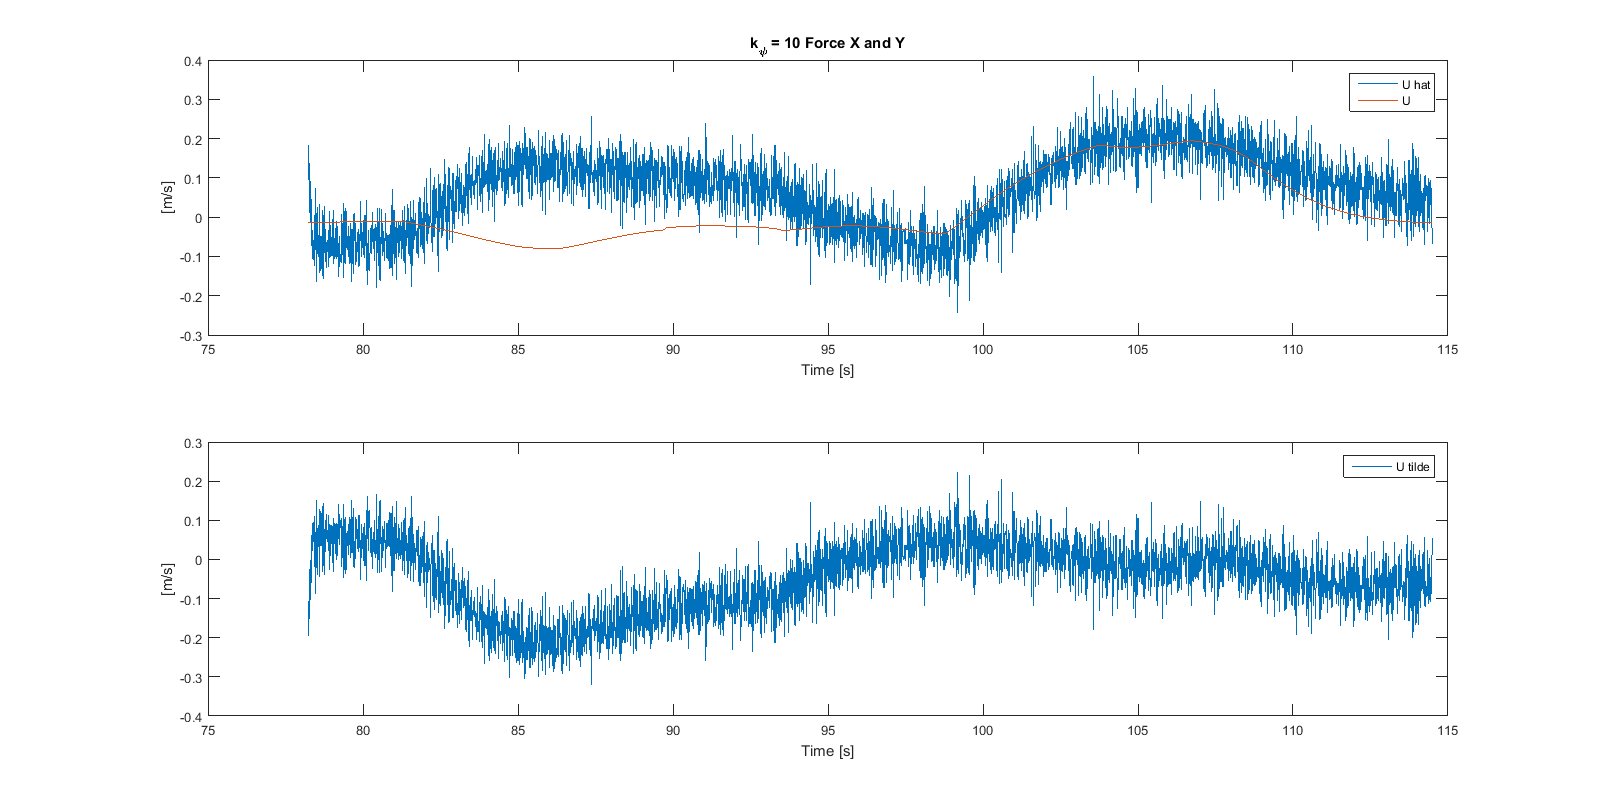 k_ψ = 10 Force X and Y
0.4
0.3
0.2
0.1
0
-0.1
-0.2
-0.3
[m/s]
U hat
U
75 80 85 90 95 100 105 110 115
Time [s]
0.3
0.2
0.1
0
-0.1
-0.2
-0.3
-0.4
[m/s]
U tilde
75 80 85 90 95 100 105 110 115
Time [s]